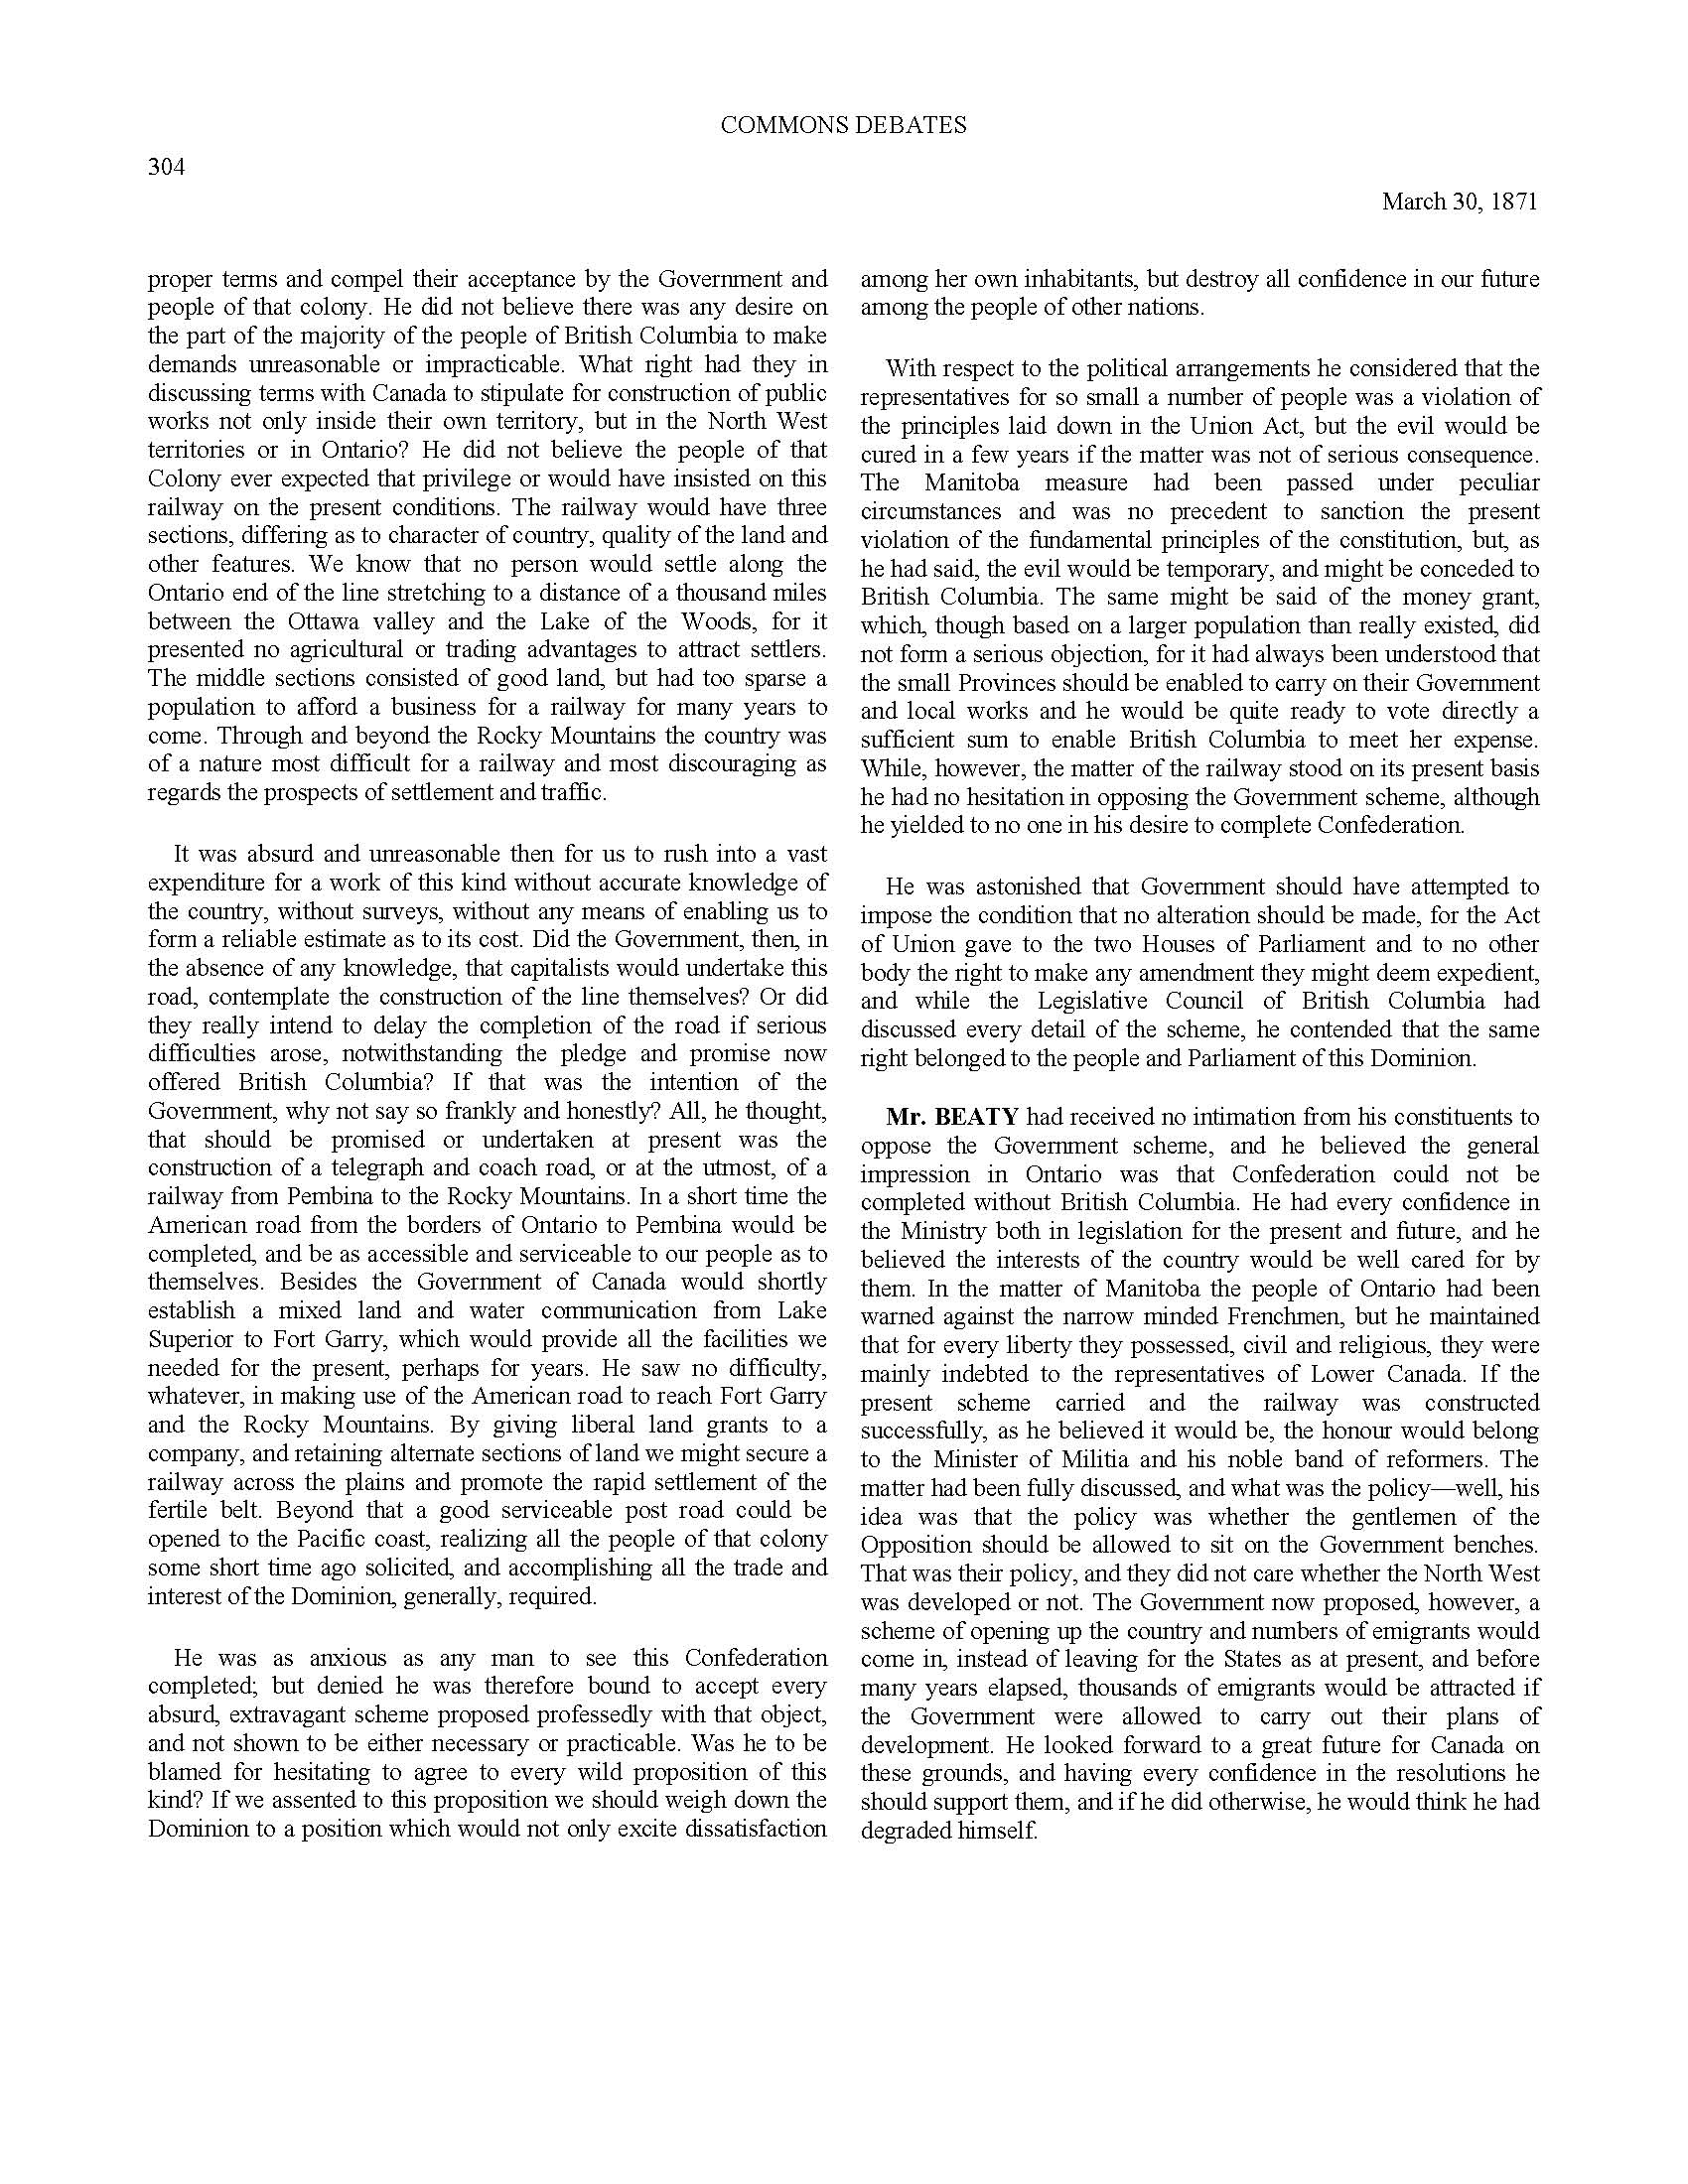 COMMONS DEBATES
304
March 30, 1871
proper terms and compel their acceptance by the Government and
people of that colony. He did not believe there was any desire on
the part of the majority of the people of British Columbia to make
demands unreasonable or impracticable. What right had they in
discussing terms with Canada to stipulate for construction of public
works not only inside their own territory, but in the North West
territories or in Ontario? He did not believe the people of that
Colony ever expected that privilege or would have insisted on this
railway on the present conditions. The railway would have three
sections, differing as to character of country, quality of the land and
other features. We know that no person would settle along the
Ontario end of the line stretching to a distance of a thousand miles
between the Ottawa valley and the Lake of the Woods, for it
presented no agricultural or trading advantages to attract settlers.
The middle sections consisted of good land, but had too sparse a
population to afford a business for a railway for many years to
come. Through and beyond the Rocky Mountains the country was
of a nature most difficult for a railway and most discouraging as
regards the prospects of settlement and traffic.
It was absurd and unreasonable then for us to rush into a vast
expenditure for a work of this kind without accurate knowledge of
the country, without surveys, without any means of enabling us to
form a reliable estimate as to its cost. Did the Government, then, in
the absence of any knowledge, that capitalists would undertake this
road, contemplate the construction of the line themselves? Or did
they really intend to delay the completion of the road if serious
difficulties arose, notwithstanding the pledge and promise now
offered British Columbia? If that was the intention of the
Government, why not say so frankly and honestly? All, he thought,
that should be promised or undertaken at present was the
construction of a telegraph and coach road, or at the utmost, of a
railway from Pembina to the Rocky Mountains. In a short time the
American road from the borders of Ontario to Pembina would be
completed, and be as accessible and serviceable to our people as to
themselves. Besides the Government of Canada would shortly
establish a mixed land and water communication from Lake
Superior to Fort Garry, which would provide all the facilities we
needed for the present, perhaps for years. He saw no difficulty,
whatever, in making use of the American road to reach Fort Garry
and the Rocky Mountains. By giving liberal land grants to a
company, and retaining alternate sections of land we might secure a
railway across the plains and promote the rapid settlement of the
fertile belt. Beyond that a good serviceable post road could be
opened to the Pacific coast, realizing all the people of that colony
some short time ago solicited, and accomplishing all the trade and
interest of the Dominion, generally, required.
He was as anxious as any man to see this Confederation
completed; but denied he was therefore bound to accept every
absurd, extravagant scheme proposed professedly with that object,
and not shown to be either necessary or practicable. Was he to be
blamed for hesitating to agree to every wild proposition of this
kind? If we assented to this proposition we should weigh down the
Dominion to a position which would not only excite dissatisfaction
among her own inhabitants, but destroy all confidence in our future
among the people of other nations.
With respect to the political arrangements he considered that the
representatives for so small a number of people was a violation of
the principles laid down in the Union Act, but the evil would be
cured in a few years if the matter was not of serious consequence.
The Manitoba measure had been passed under peculiar
circumstances and was no precedent to sanction the present
violation of the fundamental principles of the constitution, but, as
he had said, the evil would be temporary, and might be conceded to
British Columbia. The same might be said of the money grant,
which, though based on a larger population than really existed, did
not form a serious objection, for it had always been understood that
the small Provinces should be enabled to carry on their Government
and local works and he would be quite ready to vote directly a
sufficient sum to enable British Columbia to meet her expense.
While, however, the matter of the railway stood on its present basis
he had no hesitation in opposing the Government scheme, although
he yielded to no one in his desire to complete Confederation.
He was astonished that Government should have attempted to
impose the condition that no alteration should be made, for the Act
of Union gave to the two Houses of Parliament and to no other
body the right to make any amendment they might deem expedient,
and while the Legislative Council of British Columbia had
discussed every detail of the scheme, he contended that the same
right belonged to the people and Parliament of this Dominion.
Mr. BEATY had received no intimation from his constituents to
oppose the Government scheme, and he believed the general
impression in Ontario was that Confederation could not be
completed without British Columbia. He had every confidence in
the Ministry both in legislation for the present and future, and he
believed the interests of the country would be well cared for by
them. In the matter of Manitoba the people of Ontario had been
warned against the narrow minded Frenchmen, but he maintained
that for every liberty they possessed, civil and religious, they were
mainly indebted to the representatives of Lower Canada. If the
present scheme carried and the railway was constructed
successfully, as he believed it would be, the honour would belong
to the Minister of Militia and his noble band of reformers. The
matter had been fully discussed, and what was the policy—well, his
idea was that the policy was whether the gentlemen of the
Opposition should be allowed to sit on the Government benches.
That was their policy, and they did not care whether the North West
was developed or not. The Government now proposed, however, a
scheme of opening up the country and numbers of emigrants would
come in, instead of leaving for the States as at present, and before
many years elapsed, thousands of emigrants would be attracted if
the Government were allowed to carry out their plans of
development. He looked forward to a great future for Canada on
these grounds, and having every confidence in the resolutions he
should support them, and if he did otherwise, he would think he had
degraded himself.